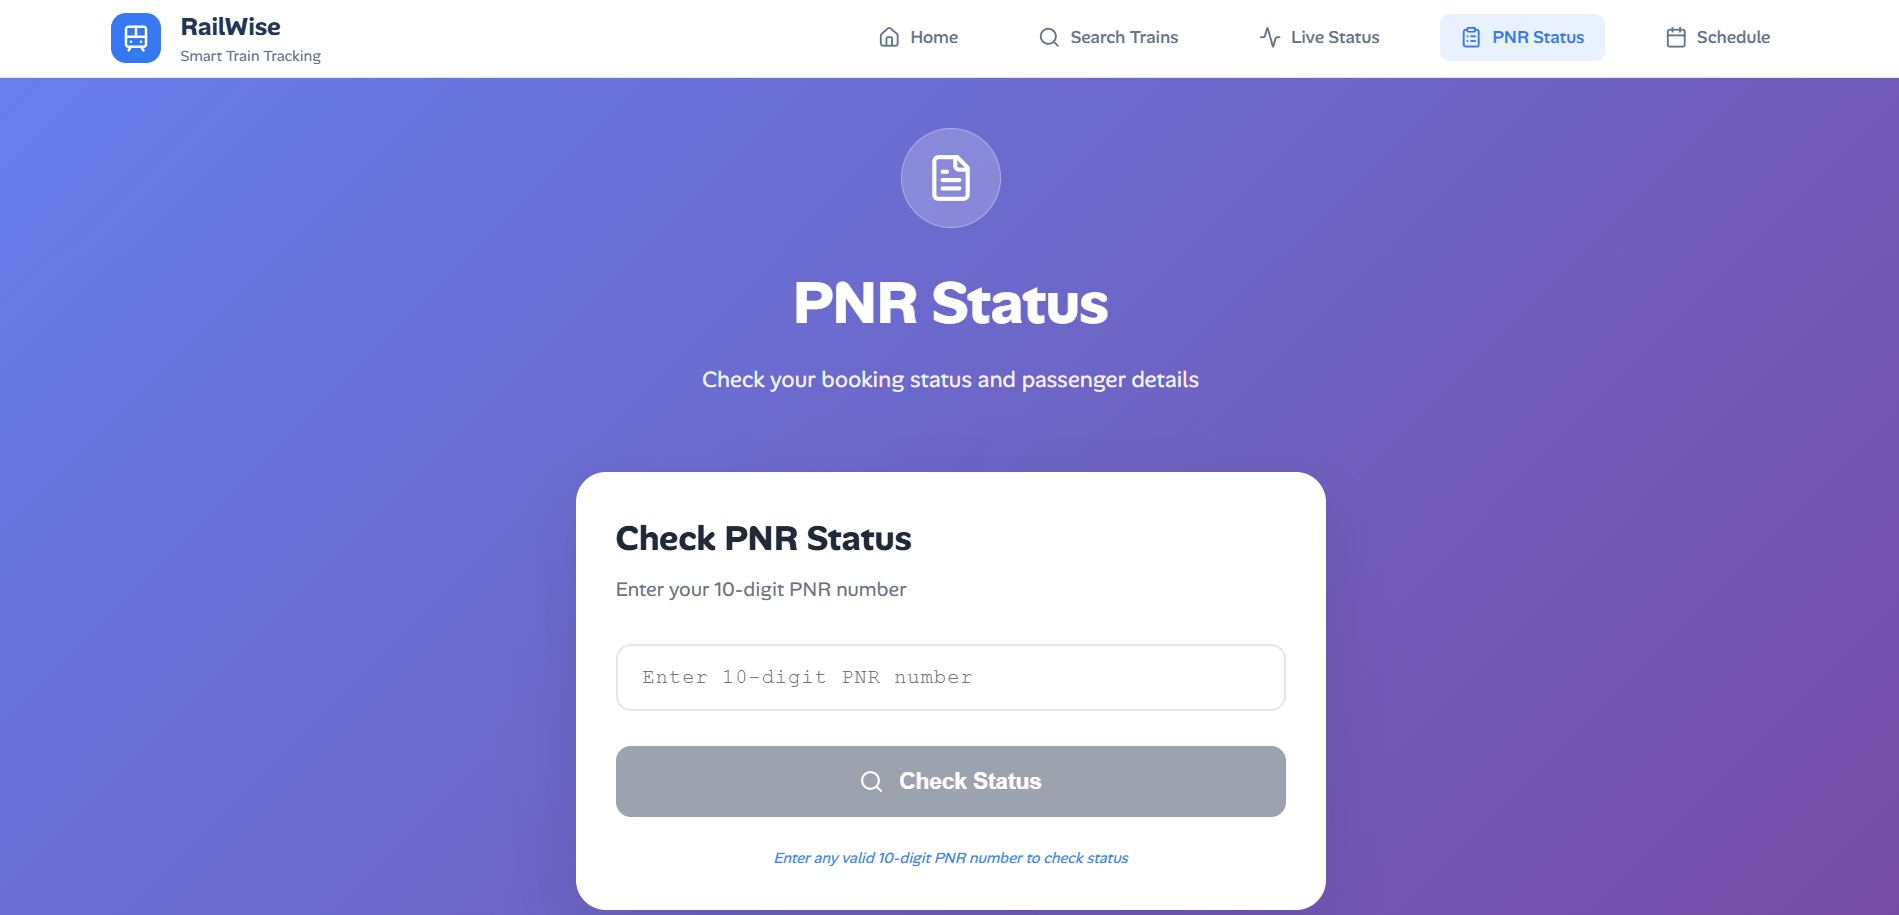 RailWise
Smart Train Tracking
Home
Search Trains
Live Status
PNR Status
Schedule
PNR Status
Check your booking status and passenger details
Check PNR Status
Enter your 10-digit PNR number
Enter 10-digit PNR number
Check Status
Enter any valid 10-digit PNR number to check status